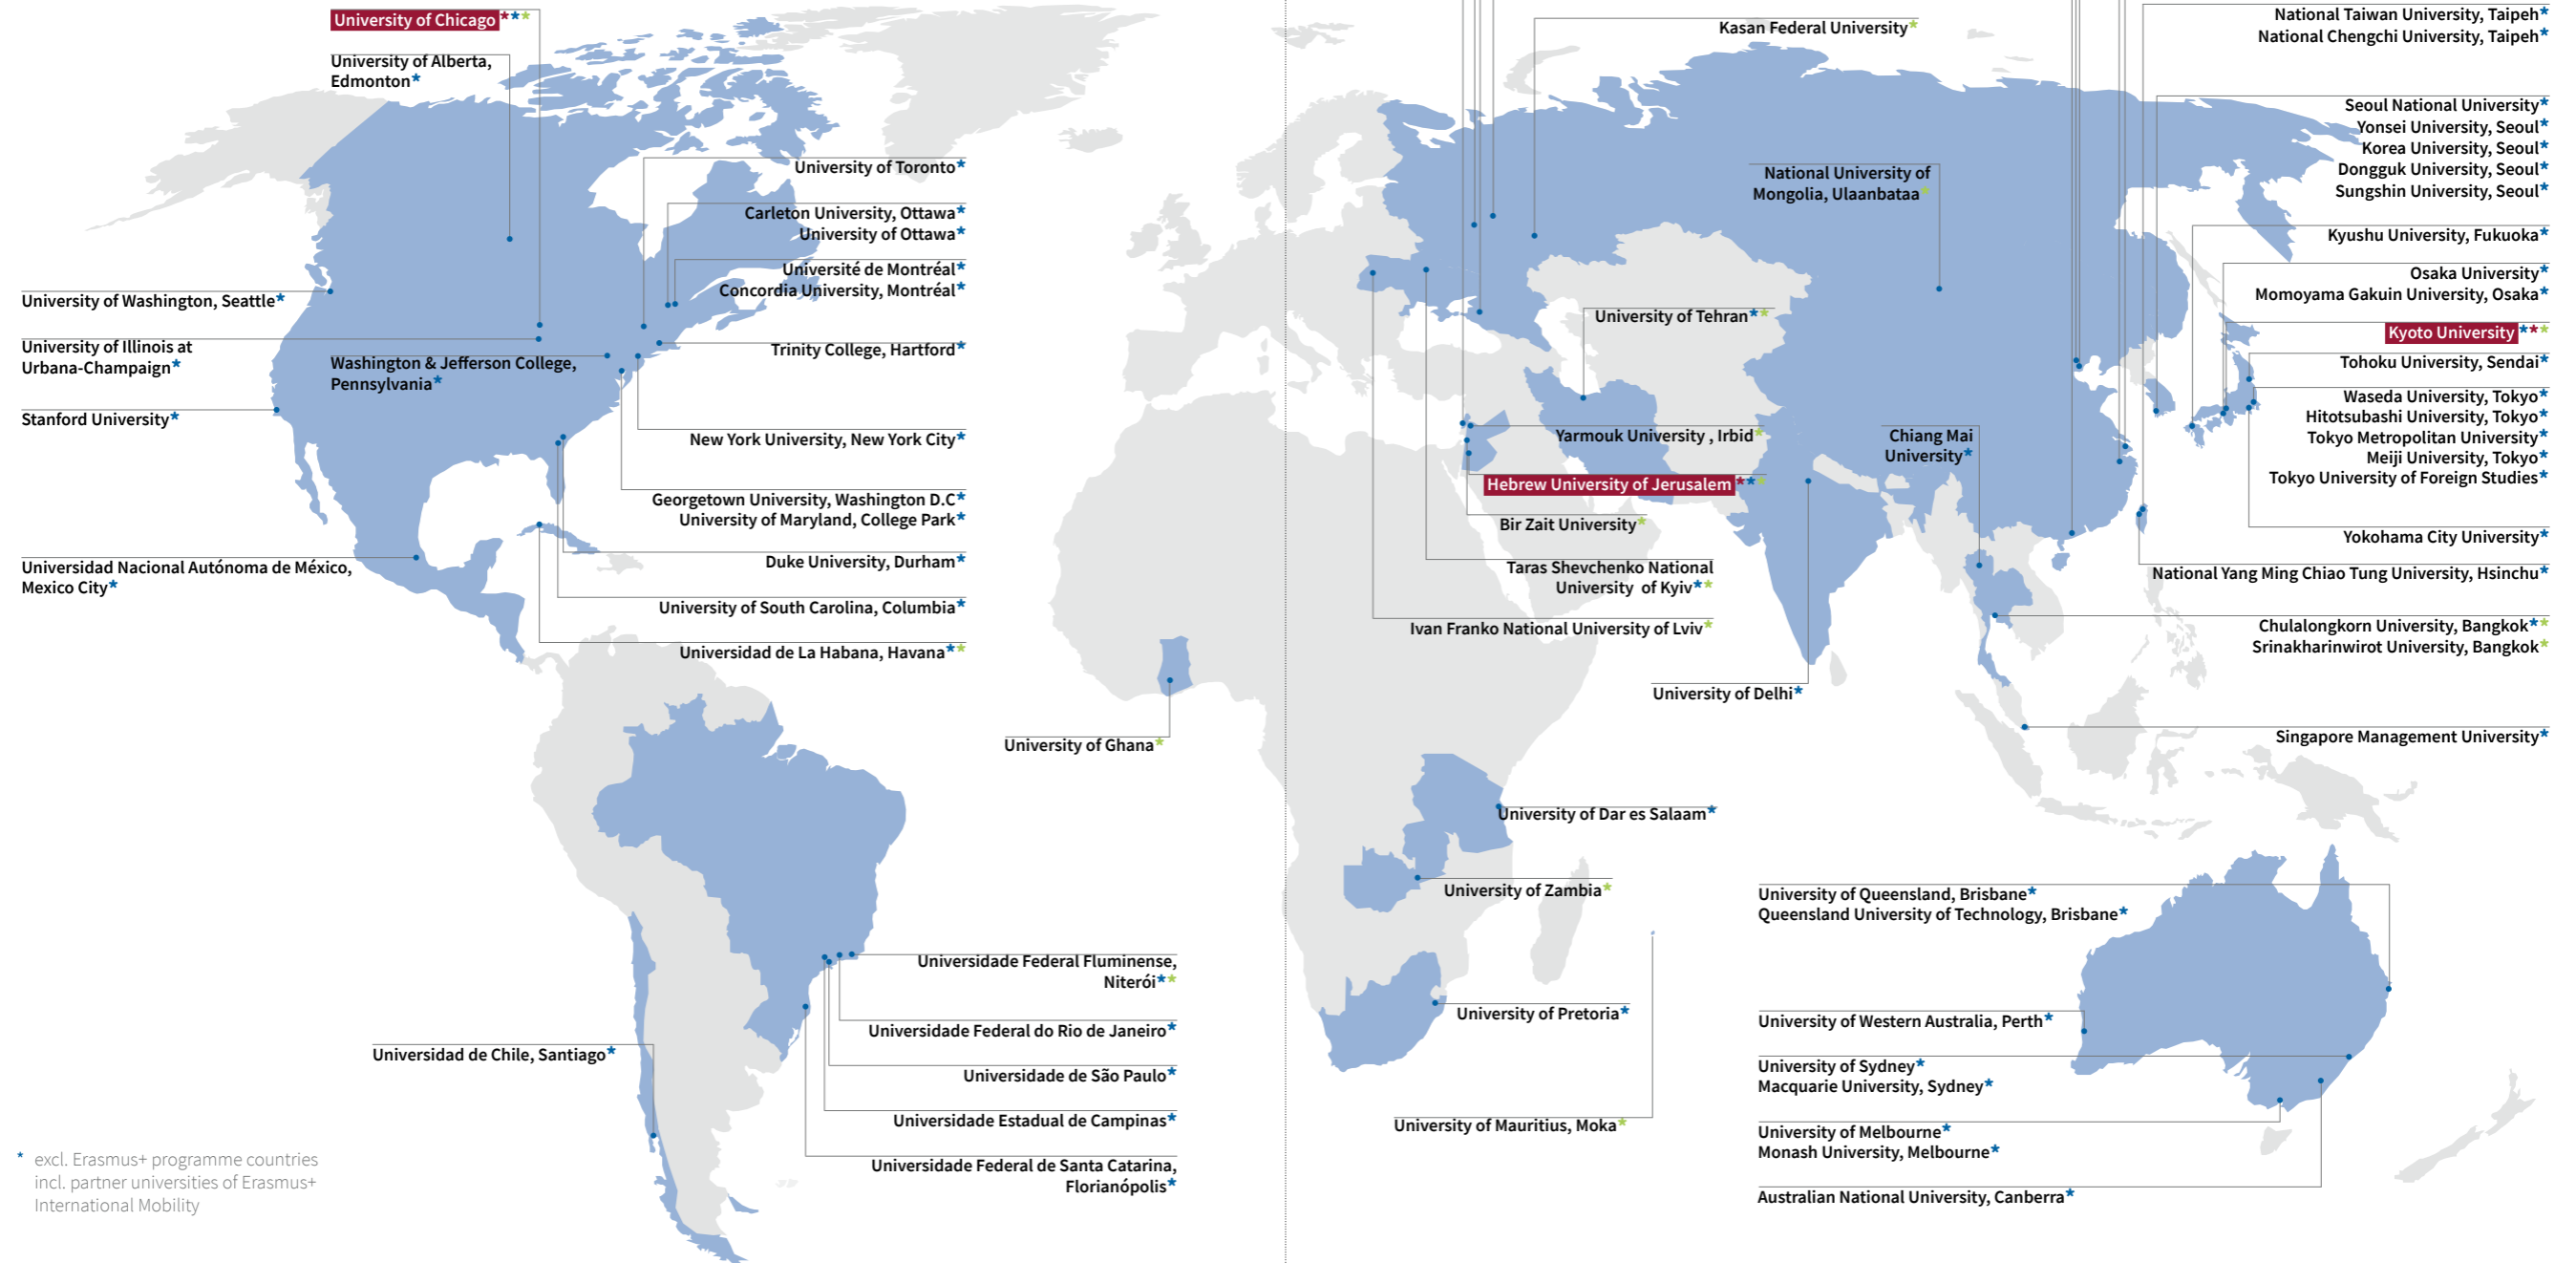 University of Chicago***
University of Alberta,
Edmonton*
University of Toronto*
Carleton University, Ottawa*
University of Ottawa*
Université de Montréal*
Concordia University, Montréal*
University of Washington, Seattle*
University of Illinois at
Urbana-Champaign*
Washington & Jefferson College,
Pennsylvania*
Trinity College, Hartford*
Stanford University*
New York University, New York City*
Georgetown University, Washington D.C*
University of Maryland, College Park*
Duke University, Durham*
Universidad Nacional Autónoma de México,
Mexico City*
University of South Carolina, Columbia*
Universidad de La Habana, Havana**
University of Ghana*
Universidade Federal Fluminense,
Niterói**
Universidade Federal do Rio de Janeiro*
Universidad de Chile, Santiago*
Universidade de São Paulo*
Universidade Estadual de Campinas*
Universidade Federal de Santa Catarina,
Florianópolis*
* excl. Erasmus+ programme countries
incl. partner universities of Erasmus+
International Mobility
Kasan Federal University*
National University of
Mongolia, Ulaanbataa*
University of Tehran**
Yarmouk University , Irbid*
Hebrew University of Jerusalem***
Bir Zait University*
Taras Shevchenko National
University of Kyiv**
Ivan Franko National University of Lviv*
Chiang Mai
University*
University of Delhi*
University of Dar es Salaam*
University of Zambia*
University of Pretoria*
University of Mauritius, Moka*
National Taiwan University, Taipeh*
National Chengchi University, Taipeh*
Seoul National University*
Yonsei University, Seoul*
Korea University, Seoul*
Dongguk University, Seoul*
Sungshin University, Seoul*
Kyushu University, Fukuoka*
Osaka University*
Momoyama Gakuin University, Osaka*
Kyoto University***
Tohoku University, Sendai*
Waseda University, Tokyo*
Hitotsubashi University, Tokyo*
Tokyo Metropolitan University*
Meiji University, Tokyo*
Tokyo University of Foreign Studies*
Yokohama City University*
National Yang Ming Chiao Tung University, Hsinchu*
Chulalongkorn University, Bangkok**
Srinakharinwirot University, Bangkok*
Singapore Management University*
University of Queensland, Brisbane*
Queensland University of Technology, Brisbane*
University of Western Australia, Perth*
University of Sydney*
Macquarie University, Sydney*
University of Melbourne*
Monash University, Melbourne*
Australian National University, Canberra*